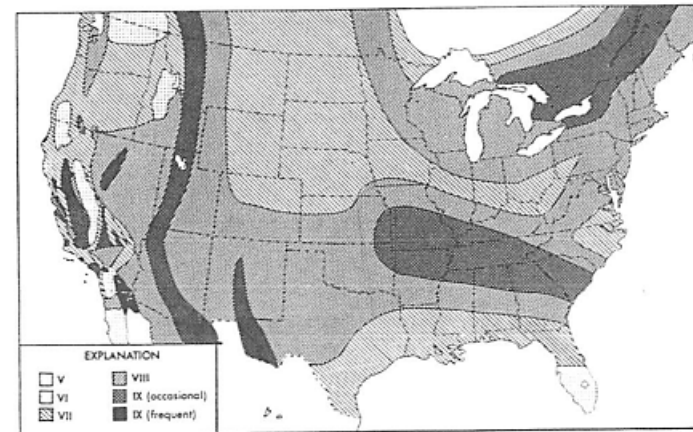 EXPLANATION
V
VI
VII
VIII
IX (occasional)
IX (frequent)